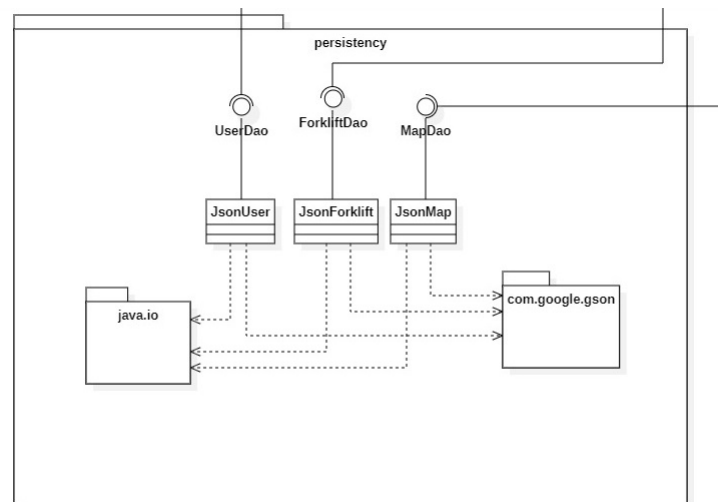 persistency
UserDao
ForkliftDao
MapDao
JsonUser
JsonForklift
JsonMap
java.io
com.google.gson